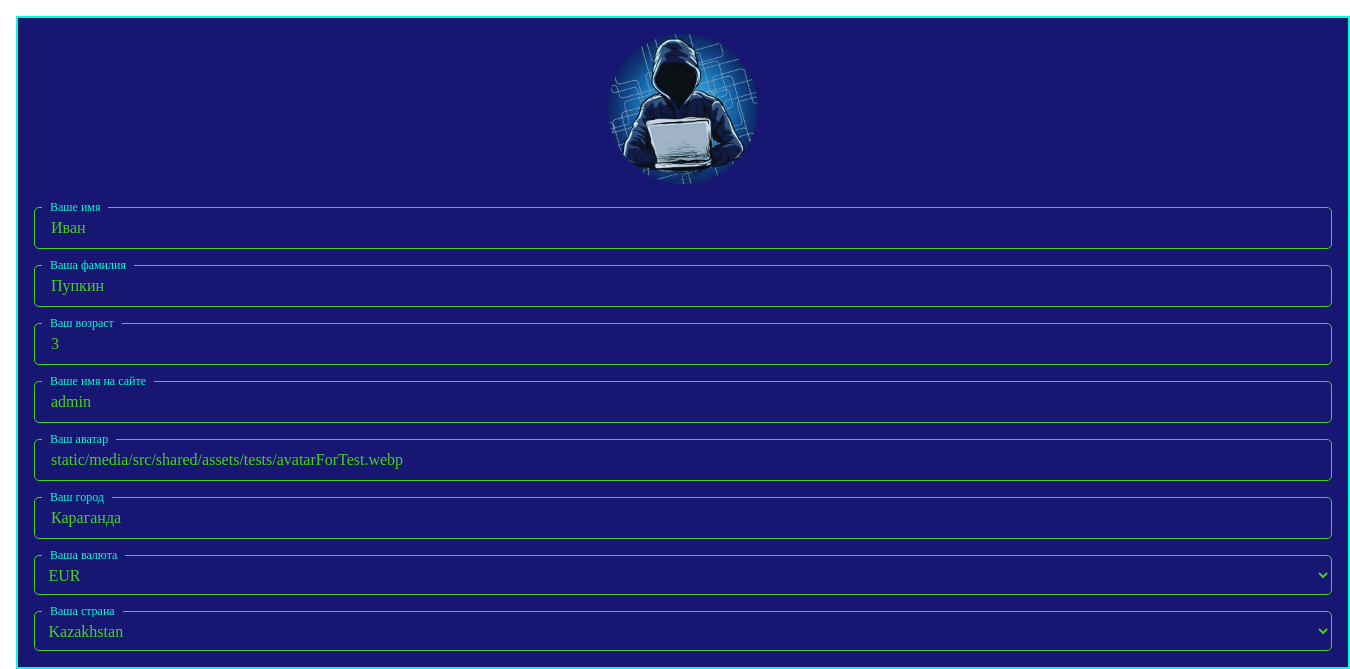 Ваше имя
Иван
Ваша фамилия
Пупкин
Ваш возраст
3
Ваше имя на сайте
admin
Ваш аватар
static/media/src/shared/assets/tests/avatarForTest.webp
Ваш город
Караганда
Ваша валюта
EUR
Ваша страна
Kazakhstan